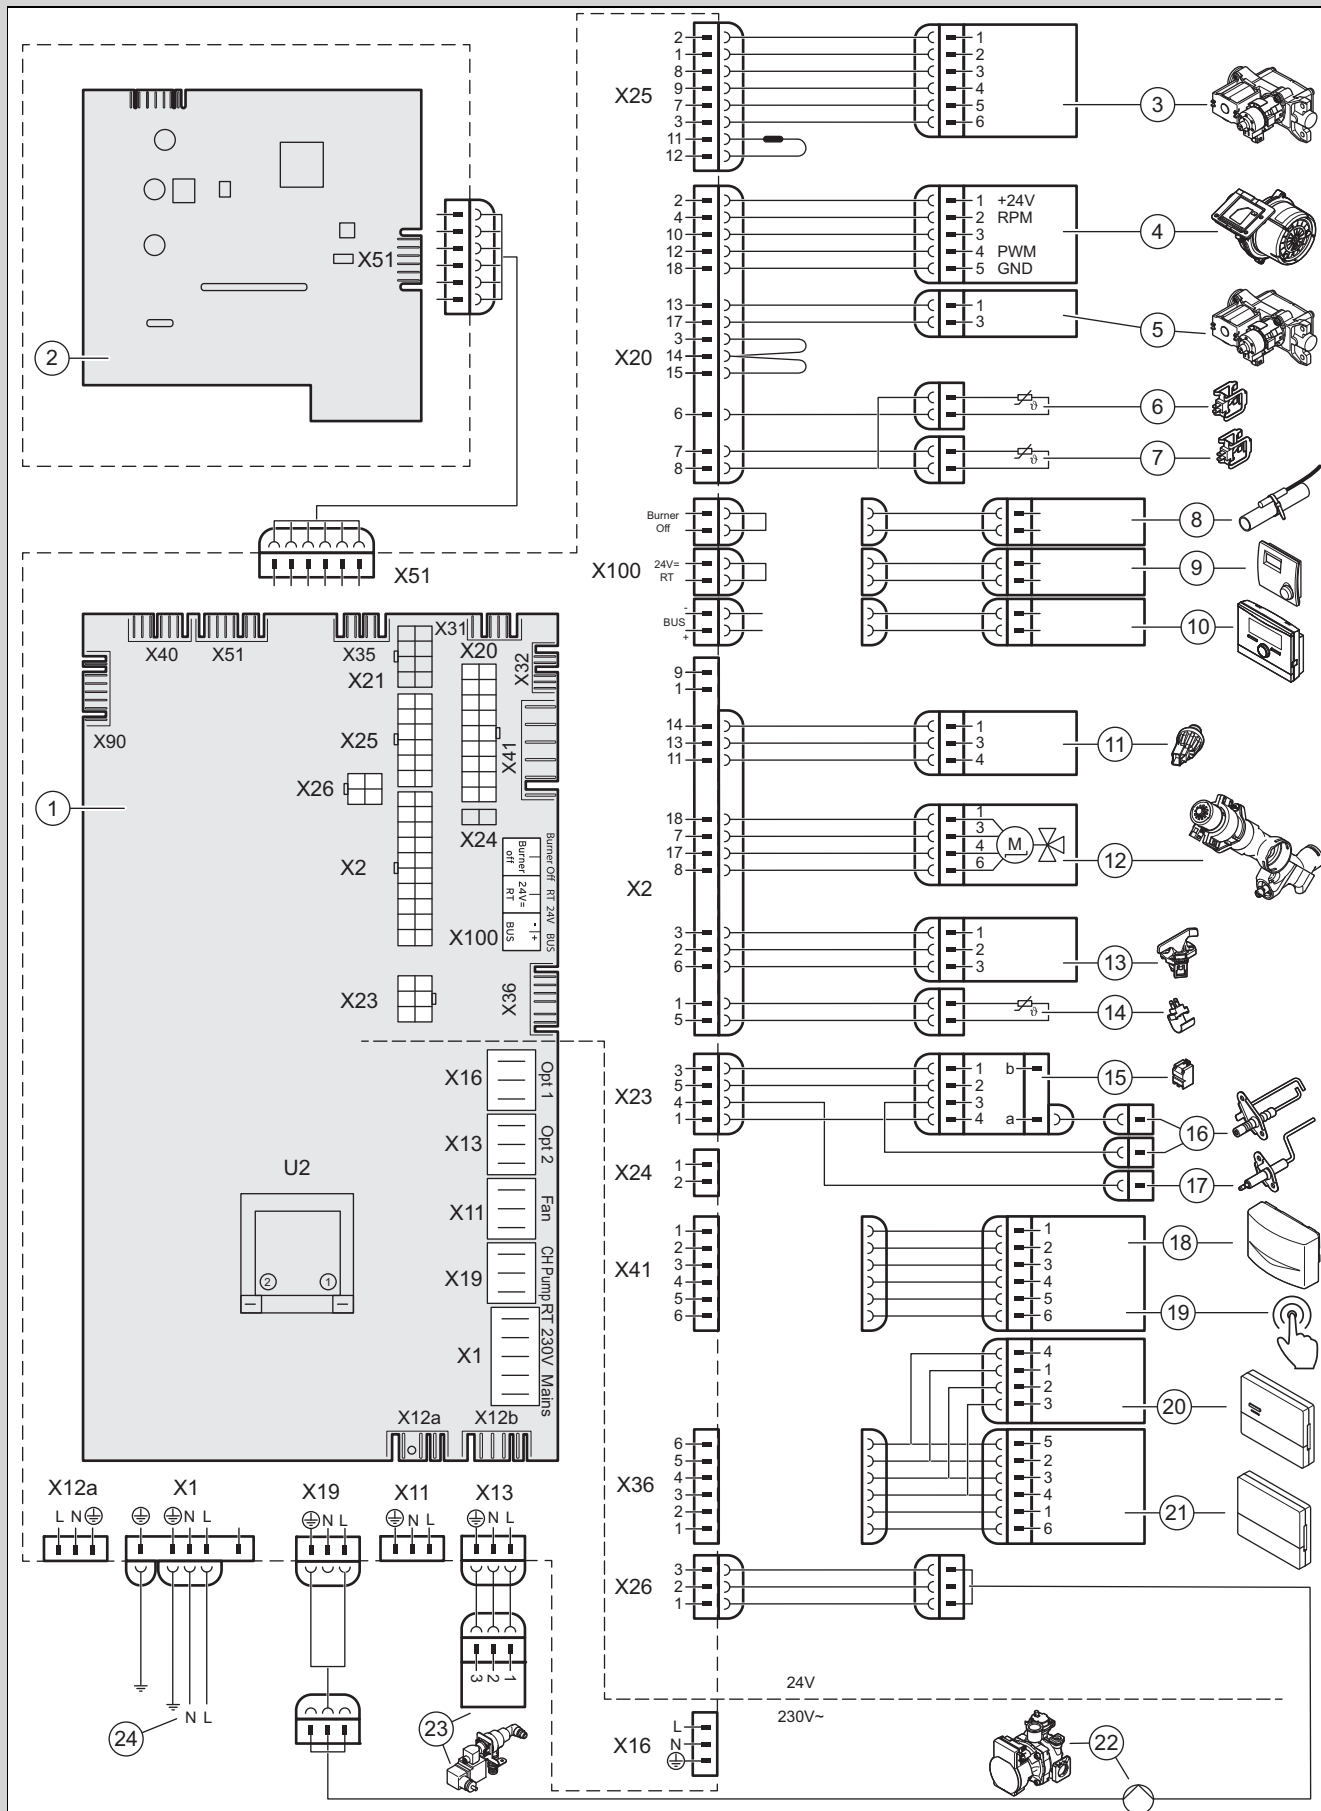 X25
2 1
1 2
8 3
9 4
7 5
3 6
11
12
3
X20
2 1 +24V
4 2 RPM
10 3
12 4 PWM
18 5 GND
4
13 1
17 3
5
3
14
15
6 ϑ 6
7 ϑ 7
8
X51
2
X51
Burner
Off
8
X100
24V=
RT
9
-
BUS
+
10
X40 X51 X35 X31 X20 X32
X21
X90
X25 X41
X26
X24
X2
X100
Burner
off
24V=
RT
- +
BUS
Burner Off RT 24V BUS
X23 X36
1
X16 Opt 1
X13 Opt 2
X11 Fan
X19 CH Pump
X1 RT 230V Mains
U2
2 1
X12a X12b
X2
9
1
14 1
13 3
11 4
11
18 1
7 3
17 4
8 6
M
12
3 1
2 2
6 3
13
1 ϑ
5
14
X23
3 1 b
5 2
4 3
1 4 a
15
16
17
X24
1
2
X41
1 1
2 2
3 3
4 4
5 5
6 6
18
19
4
1
2
3
20
X36
6 5
5 2
4 3
3 4
2 1
1 6
21
X26
3
2
1
24V
230V~
X16
L
N
22
X12a X1 X19 X11 X13
L N N L N L N L N L
N L
24
3 2 1
23